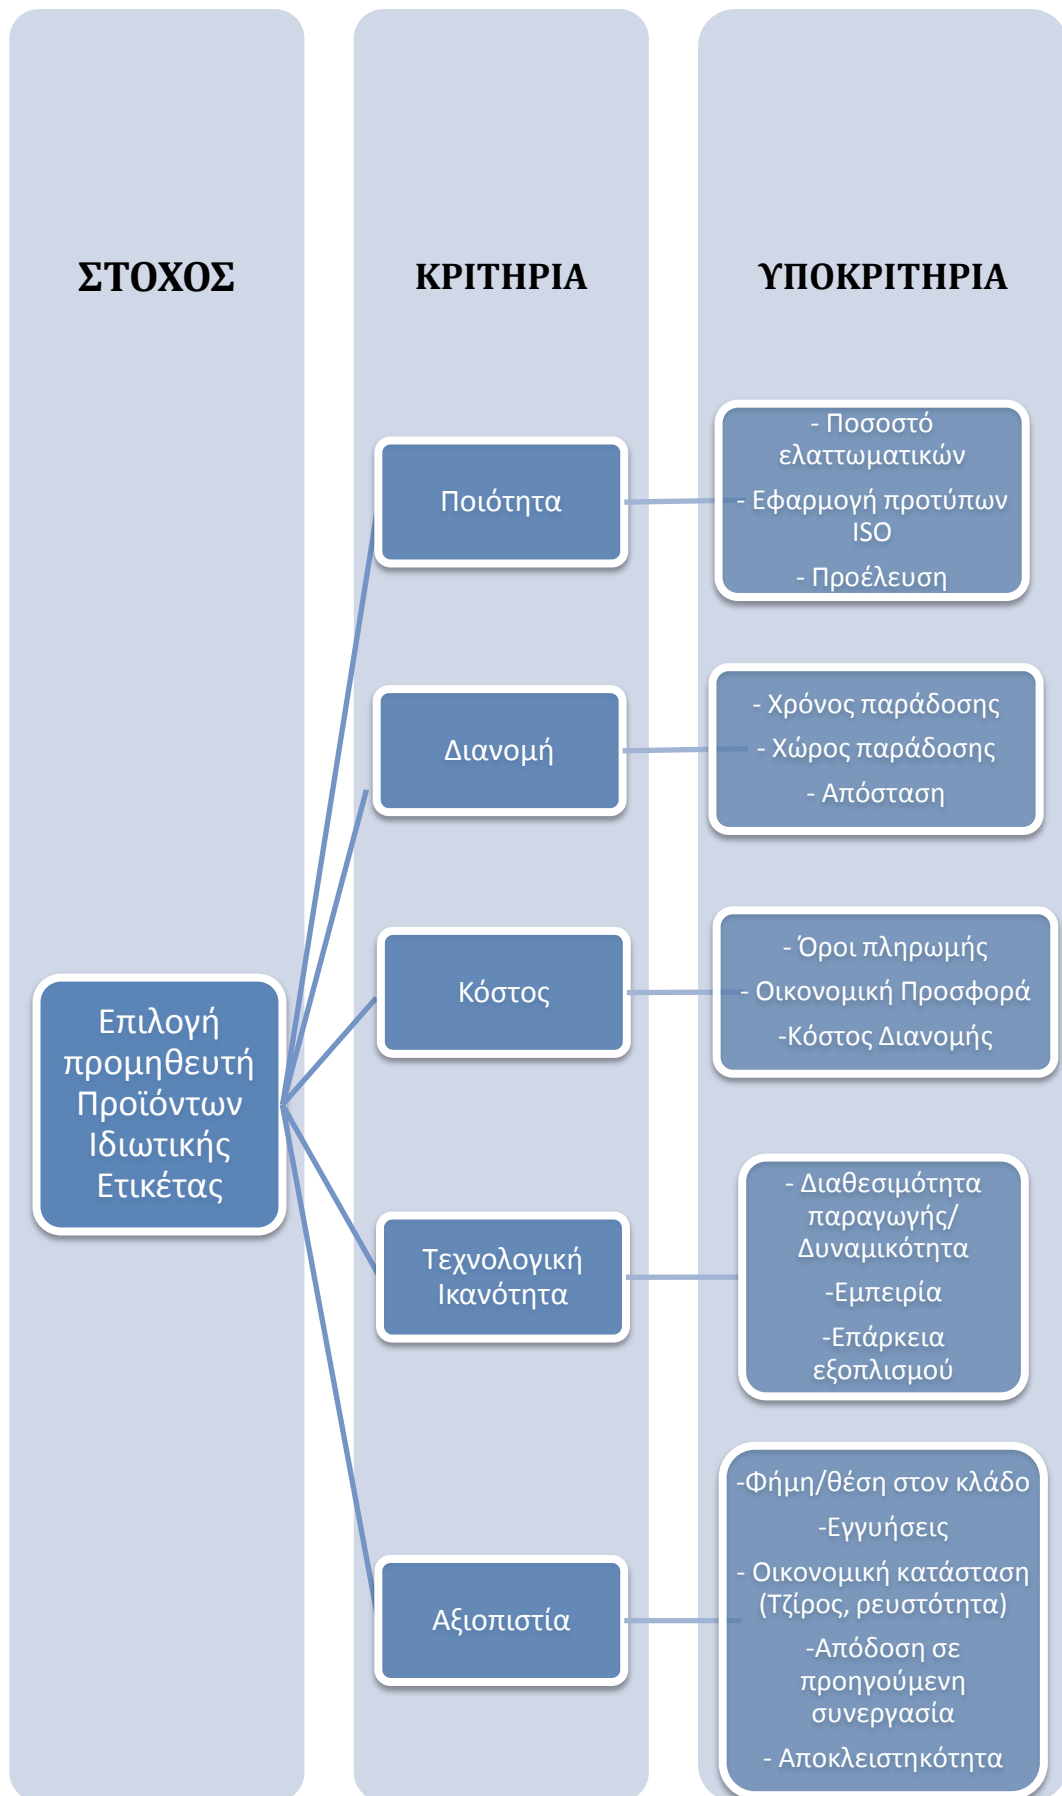 ΣΤΟΧΟΣ
ΚΡΙΤΗΡΙΑ
ΥΠΟΚΡΙΤΗΡΙΑ
Επιλογή
προμηθευτή
Προϊόντων
Ιδιωτικής
Ετικέτας
Ποιότητα
- Ποσοστό
ελαττωματικών
- Εφαρμογή προτύπων
ISO
- Προέλευση
Διανομή
- Χρόνος παράδοσης
- Χώρος παράδοσης
- Απόσταση
Κόστος
- Όροι πληρωμής
- Οικονομική Προσφορά
-Κόστος Διανομής
Τεχνολογική
Ικανότητα
- Διαθεσιμότητα
παραγωγής/
Δυναμικότητα
-Εμπειρία
-Επάρκεια
εξοπλισμού
Αξιοπιστία
-Φήμη/θέση στον κλάδο
-Εγγυήσεις
- Οικονομική κατάσταση
(Τζίρος, ρευστότητα)
-Απόδοση σε
προηγούμενη
συνεργασία
- Αποκλειστηκότητα